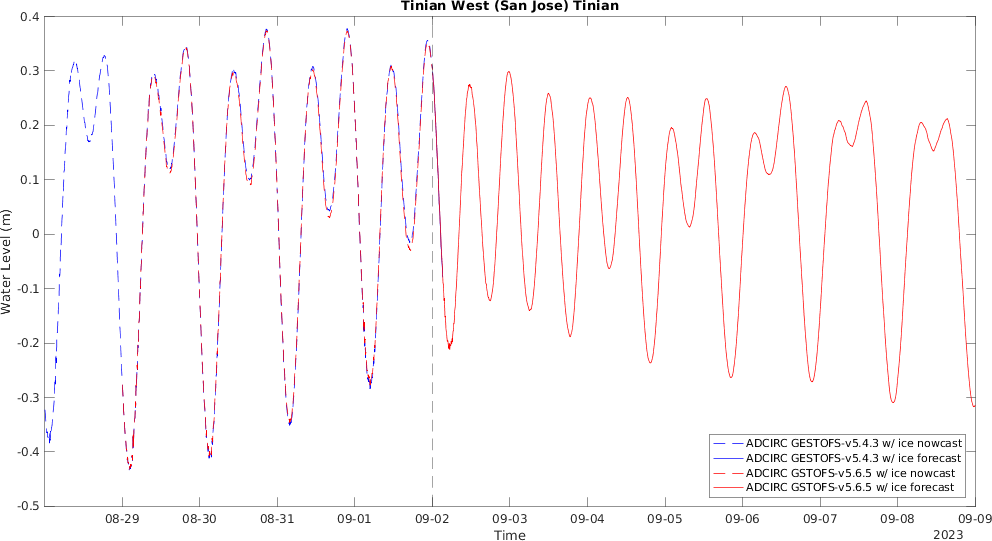 Tinian West (San Jose) Tinian
0.4
0.3
0.2
0.1
0
-0.1
-0.2
-0.3
-0.4
-0.5
Water Level (m)
ADCIRC GESTOFS-v5.4.3 w/ ice nowcast
ADCIRC GESTOFS-v5.4.3 w/ ice forecast
ADCIRC GSTOFS-v5.6.5 w/ ice nowcast
ADCIRC GSTOFS-v5.6.5 w/ ice forecast
08-29 08-30 08-31 09-01 09-02 09-03 09-04 09-05 09-06 09-07 09-08 09-09
Time
2023